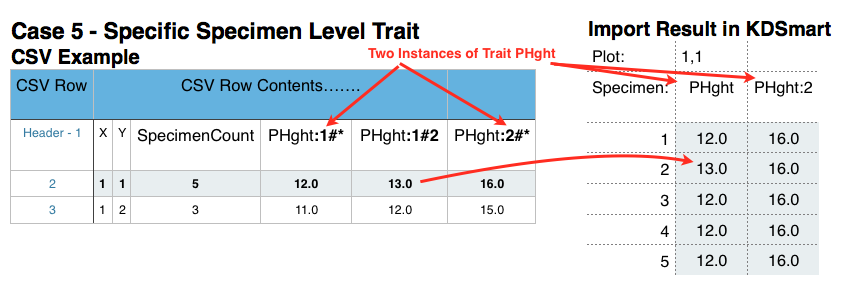 Case 5 - Specific Specimen Level Trait
CSV Example
Two Instances of Trait PHght
CSV Row CSV Row Contents.......
Header - 1 X Y SpecimenCount PHght:1#* PHght:1#2 PHght:2#*
2 1 1 5 12.0 13.0 16.0
3 1 2 3 11.0 12.0 15.0
Import Result in KDSmart
Plot: 1,1
Specimen: PHght PHght:2
1 12.0 16.0
2 13.0 16.0
3 12.0 16.0
4 12.0 16.0
5 12.0 16.0